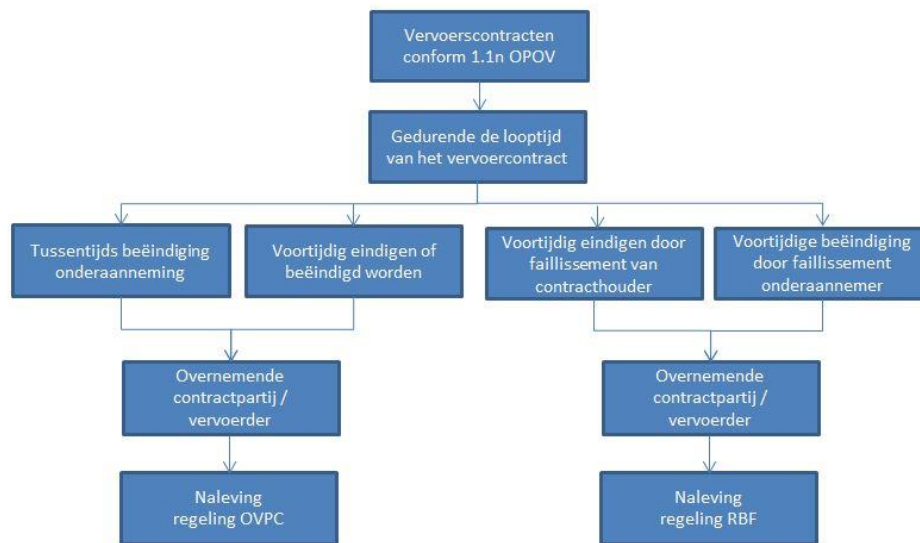 Vervoerscontracten
conform 1.1n OPOV
Gedurende de looptijd
van het vervoercontract
Tussentijds beëindiging
onderaanneming
Voortijdig eindigen of
beëindigd worden
Voortijdig eindigen door
faillissement van
contracthouder
Voortijdige beëindiging
door faillissement
onderaannemer
Overnemende
contractpartij /
vervoerder
Overnemende
contractpartij /
vervoerder
Naleving
regeling OVPC
Naleving
regeling RBF